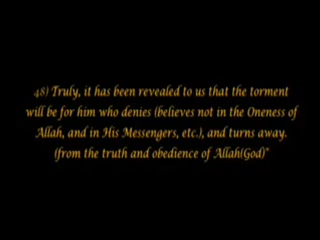 48) Truly, it has been revealed to us that the torment
will be for him who denies (believes not in the Oneness of
Allah, and in His Messengers, etc.), and turns away.
(from the truth and obedience of Allah(God)"